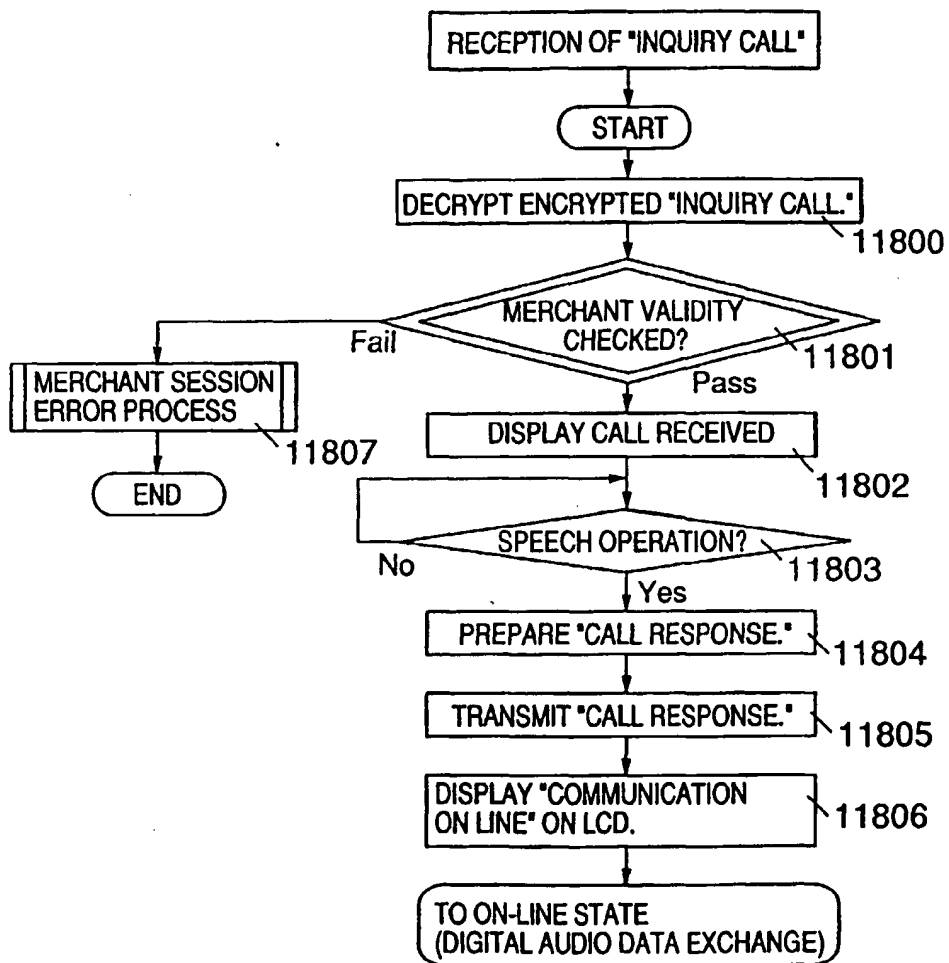 RECEPTION OF "INQUIRY CALL"
START
DECRYPT ENCRYPTED "INQUIRY CALL."
11800
MERCHANT VALIDITY
CHECKED?
11801
Fail
Pass
MERCHANT SESSION
ERROR PROCESS
11807
END
DISPLAY CALL RECEIVED
11802
SPEECH OPERATION?
11803
No
Yes
PREPARE "CALL RESPONSE."
11804
TRANSMIT "CALL RESPONSE."
11805
DISPLAY "COMMUNICATION
ON LINE" ON LCD.
11806
TO ON-LINE STATE
(DIGITAL AUDIO DATA EXCHANGE)